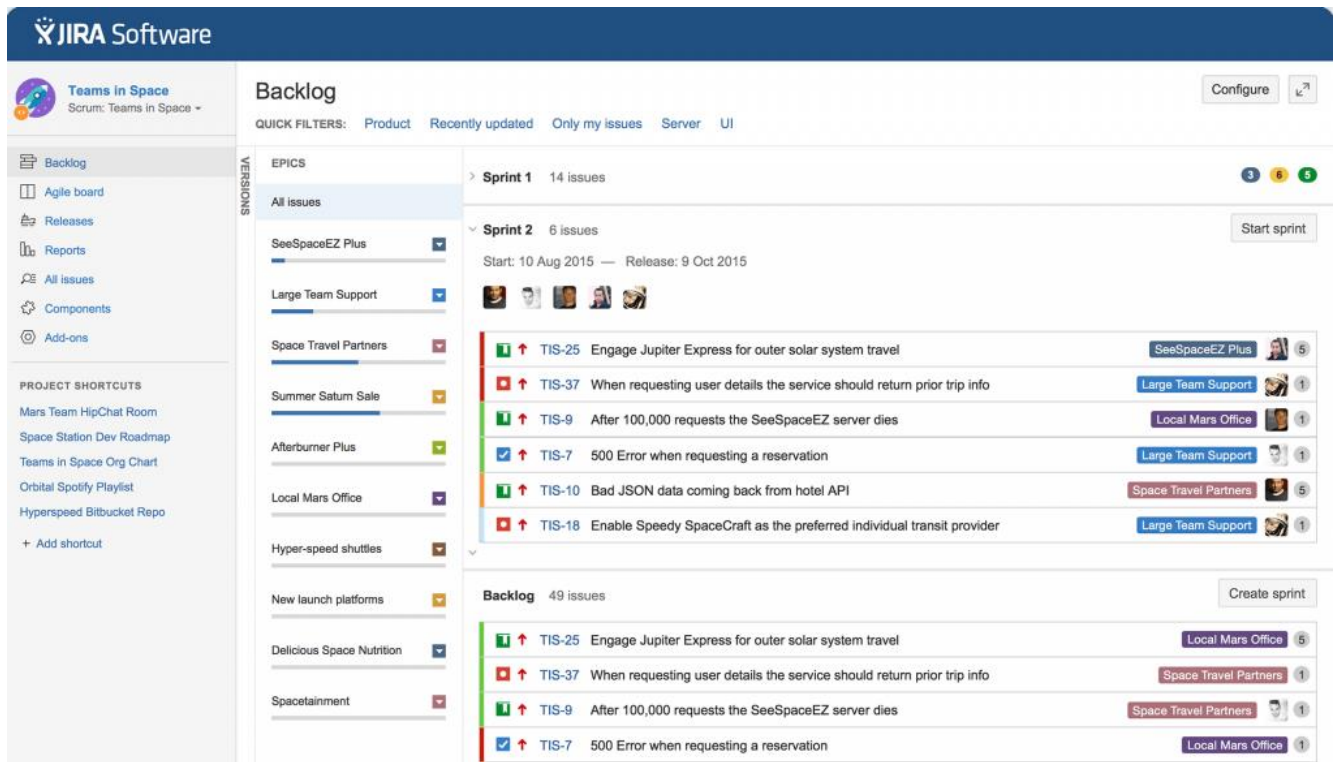 JIRA Software
Teams in Space
Scrum: Teams in Space
Backlog
Agile board
Releases
Reports
All issues
Components
Add-ons
PROJECT SHORTCUTS
Mars Team HipChat Room
Space Station Dev Roadmap
Teams in Space Org Chart
Orbital Spotify Playlist
Hyperspeed Bitbucket Repo
+ Add shortcut
Backlog
Configure
QUICK FILTERS: Product Recently updated Only my issues Server UI
VERSIONS
EPICS
All issues
SeeSpaceEZ Plus
Large Team Support
Space Travel Partners
Summer Saturn Sale
Afterburner Plus
Local Mars Office
Hyper-speed shuttles
New launch platforms
Delicious Space Nutrition
Spacetainment
Sprint 1 14 issues 3 6 5
Sprint 2 6 issues Start sprint
Start: 10 Aug 2015 — Release: 9 Oct 2015
TIS-25 Engage Jupiter Express for outer solar system travel SeeSpaceEZ Plus 5
TIS-37 When requesting user details the service should return prior trip info Large Team Support 1
TIS-9 After 100,000 requests the SeeSpaceEZ server dies Local Mars Office 1
TIS-7 500 Error when requesting a reservation Large Team Support 1
TIS-10 Bad JSON data coming back from hotel API Space Travel Partners 5
TIS-18 Enable Speedy SpaceCraft as the preferred individual transit provider Large Team Support 1
Backlog 49 issues Create sprint
TIS-25 Engage Jupiter Express for outer solar system travel Local Mars Office 5
TIS-37 When requesting user details the service should return prior trip info Space Travel Partners 1
TIS-9 After 100,000 requests the SeeSpaceEZ server dies Space Travel Partners 1
TIS-7 500 Error when requesting a reservation Local Mars Office 1